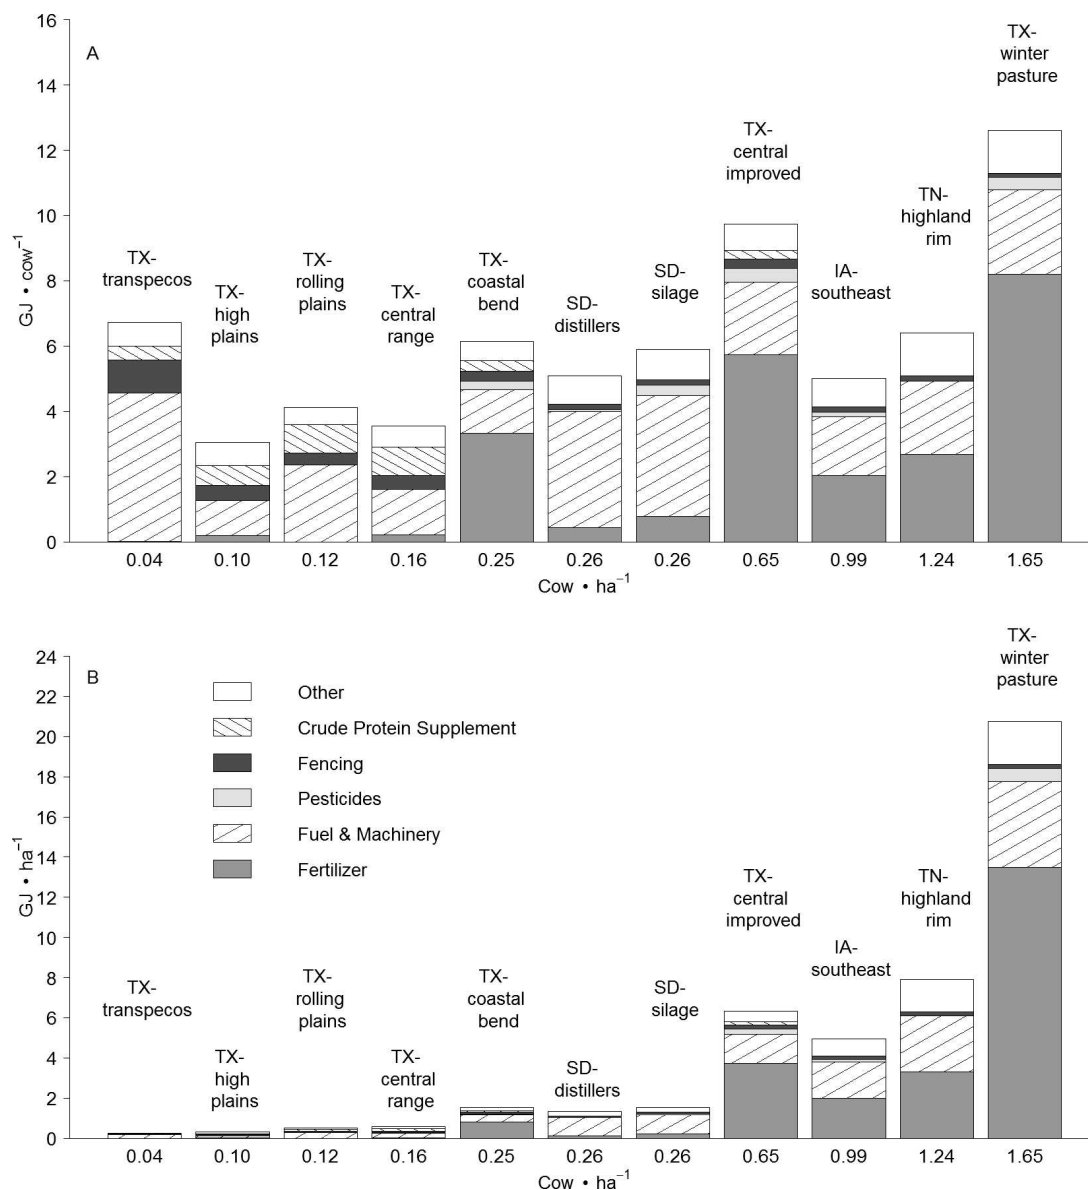 A
16
14
12
10
8
6
4
2
0
GJ • cow⁻¹
TX-
transpecos
TX-
high
plains
TX-
rolling
plains
TX-
central
range
TX-
coastal
bend
SD-
distillers
SD-
silage
TX-
central
improved
IA-
southeast
TN-
highland
rim
TX-
winter
pasture
0.04 0.10 0.12 0.16 0.25 0.26 0.26 0.65 0.99 1.24 1.65
Cow • ha⁻¹
B
24
22
20
18
16
14
12
10
8
6
4
2
0
GJ • ha⁻¹
Other
Crude Protein Supplement
Fencing
Pesticides
Fuel & Machinery
Fertilizer
TX-
transpecos
TX-
high
plains
TX-
rolling
plains
TX-
central
range
TX-
coastal
bend
SD-
distillers
SD-
silage
TX-
central
improved
IA-
southeast
TN-
highland
rim
TX-
winter
pasture
0.04 0.10 0.12 0.16 0.25 0.26 0.26 0.65 0.99 1.24 1.65
Cow • ha⁻¹